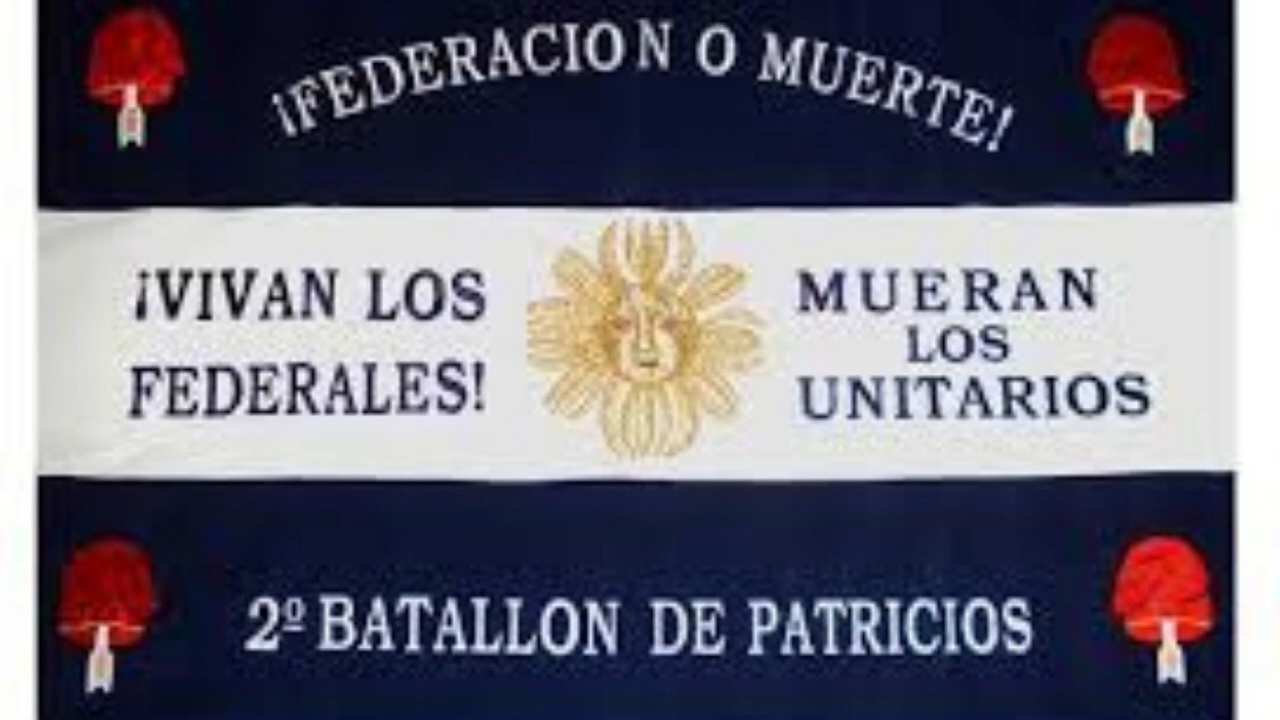 ¡FEDERACION O MUERTE!
¡VIVAN LOS
FEDERALES!
MUERAN
LOS
UNITARIOS
2º BATALLON DE PATRICIOS